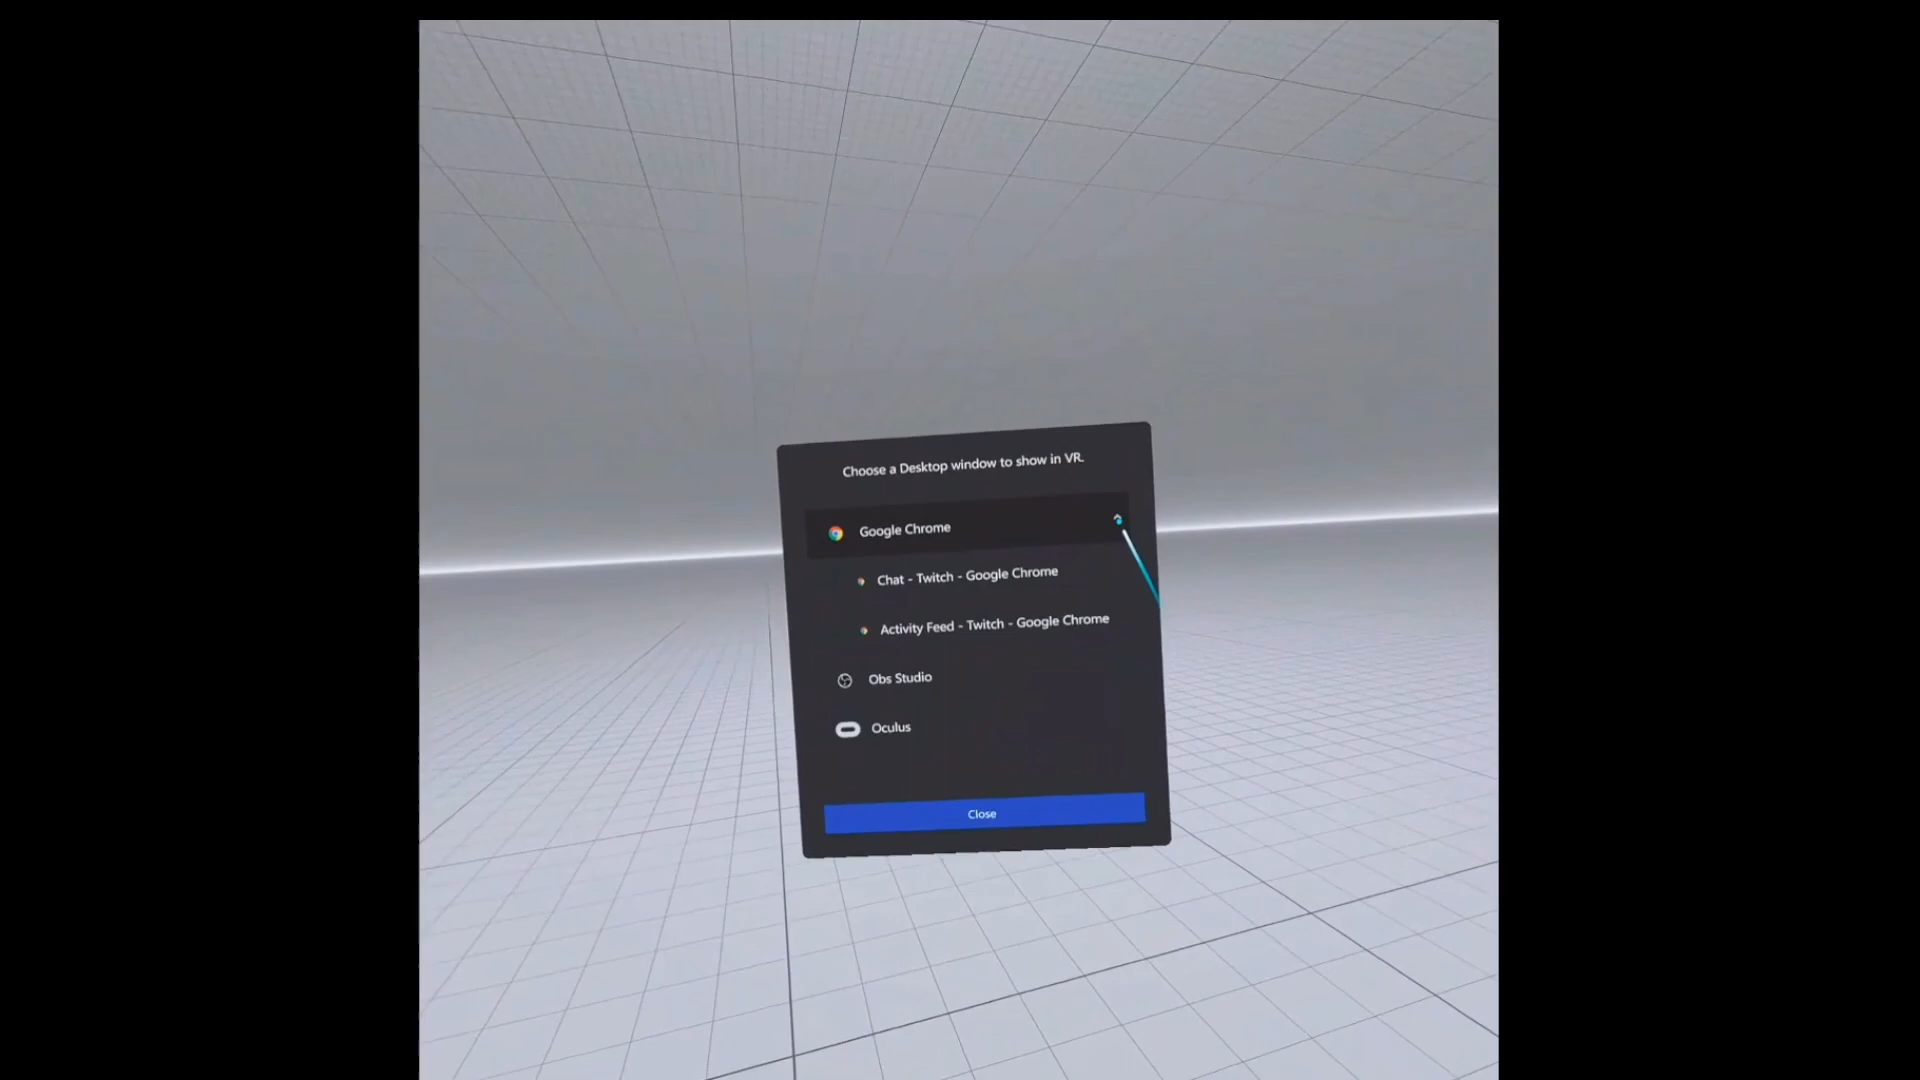 Choose a Desktop window to show in VR.
Google Chrome
Chat - Twitch - Google Chrome
Activity Feed - Twitch - Google Chrome
Obs Studio
Oculus
Close